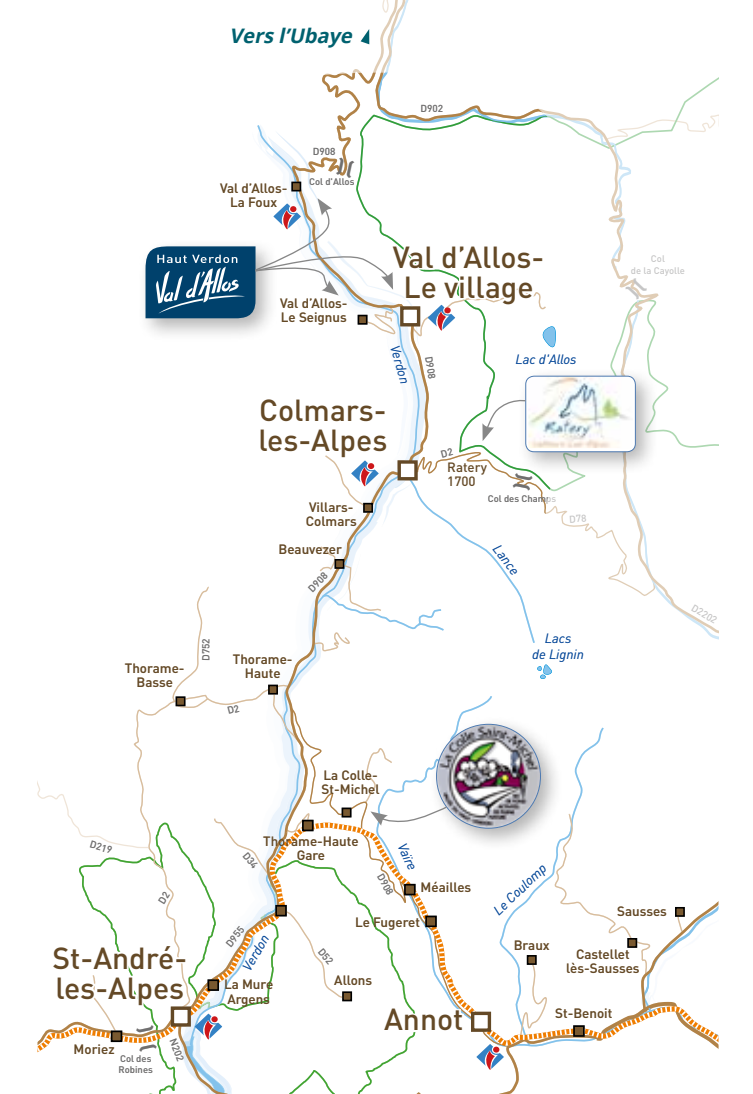 Vers l'Ubaye
D902
D908
Col d'Allos
Val d'Allos-
La Foux
Haut Verdon
Val d'Allos
Val d'Allos-
Le village
Col
de la Cayolle
Val d'Allos-
Le Seignus
Verdon
D908
Lac d'Allos
Ratery
Colmars-
les-Alpes
D2
Ratery
1700
Col des Champs
D78
Villars-
Colmars
Beauvezer
D908
Lance
D2202
Lacs
de Lignin
D752
Thorame-
Basse
Thorame-
Haute
D2
La Colle Saint-Michel
La Colle-
St-Michel
Thorame-Haute
Gare
D219
D34
Vaïre
D908
Méailles
D2
Le Fugeret
Le Coulomp
Sausses
D955
Verdon
D52
Braux
Castellet
lès-Sausses
St-André-
les-Alpes
La Mure
Argens
Allons
Annot
St-Benoit
Moriez
Col des
Robines
N202